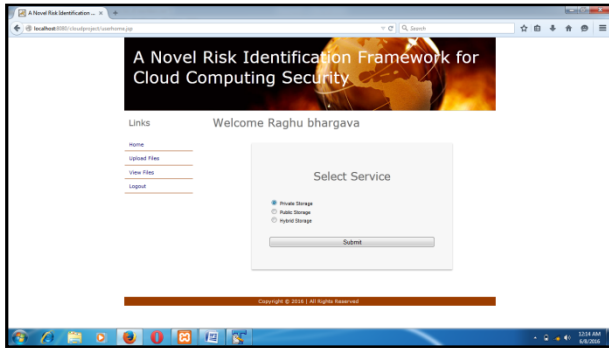 A Novel Risk Identification ...
localhost:8080/cloudproject/userhome.jsp
Search
A Novel Risk Identification Framework for
Cloud Computing Security
Links
Welcome Raghu bhargava
Home
Upload Files
View Files
Logout
Select Service
Private Storage
Public Storage
Hybrid Storage
Submit
Copyright © 2016 | All Rights Reserved
12:14 AM
6/8/2016